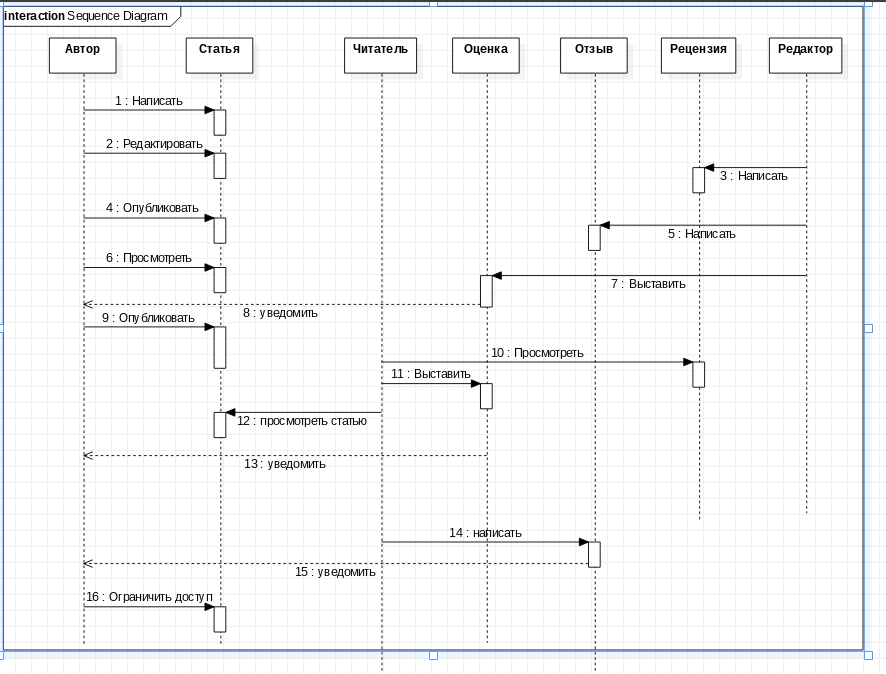 interaction Sequence Diagram
Автор Статья Читатель Оценка Отзыв Рецензия Редактор
1 : Написать
2 : Редактировать
3 : Написать
4 : Опубликовать
5 : Написать
6 : Просмотреть
7 : Выставить
8 : уведомить
9 : Опубликовать
10 : Просмотреть
11 : Выставить
12 : просмотреть статью
13 : уведомить
14 : написать
15 : уведомить
16 : Ограничить доступ